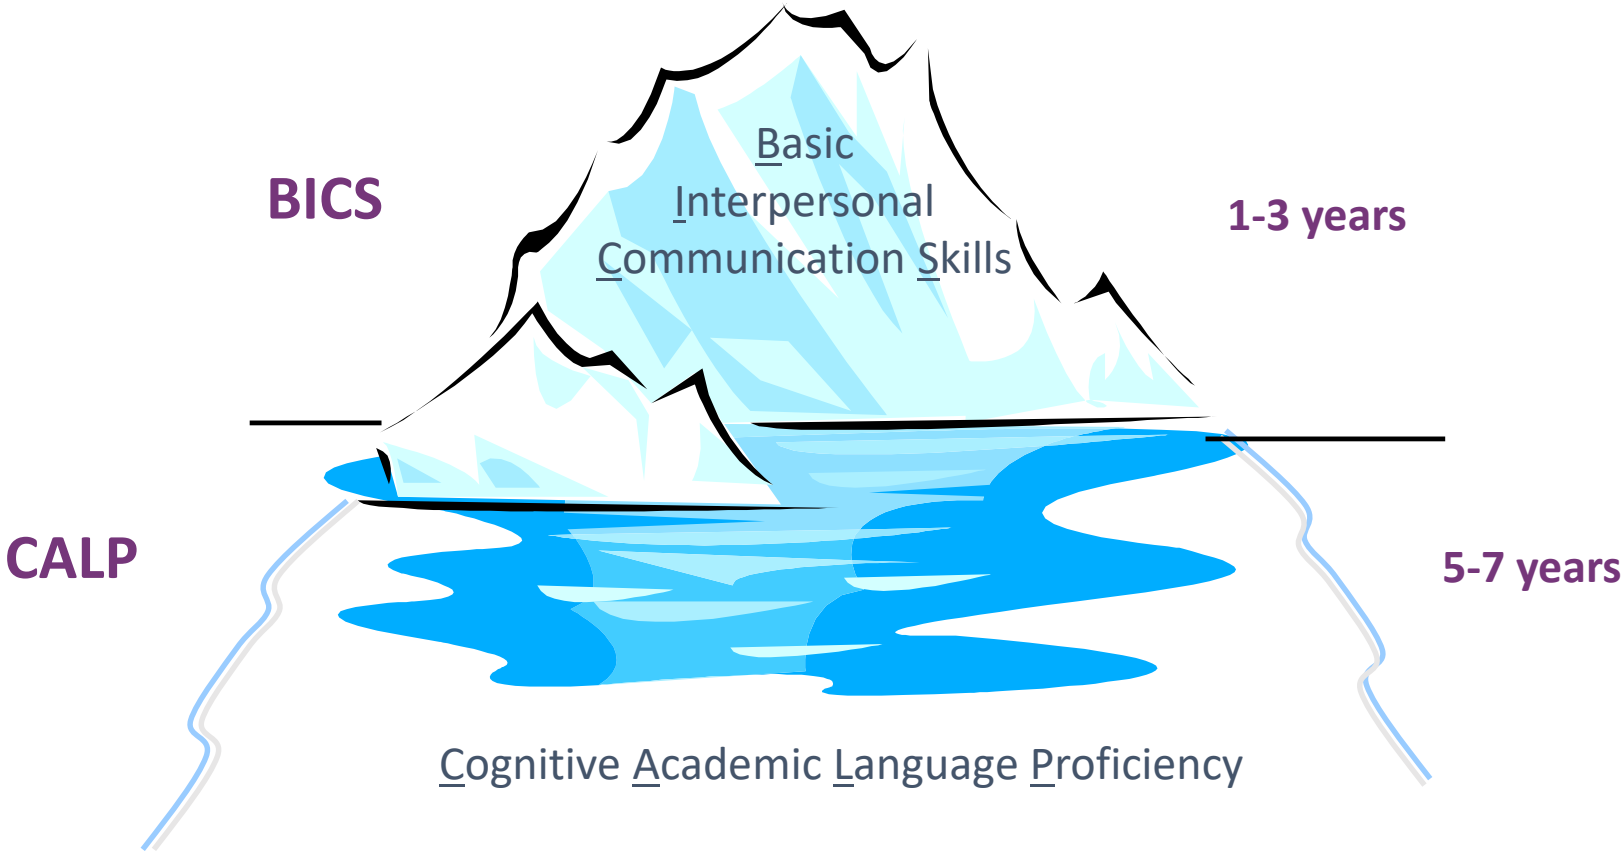 Basic
BICS
Interpersonal
1-3 years
Communication Skills
CALP
5-7 years
Cognitive Academic Language Proficiency